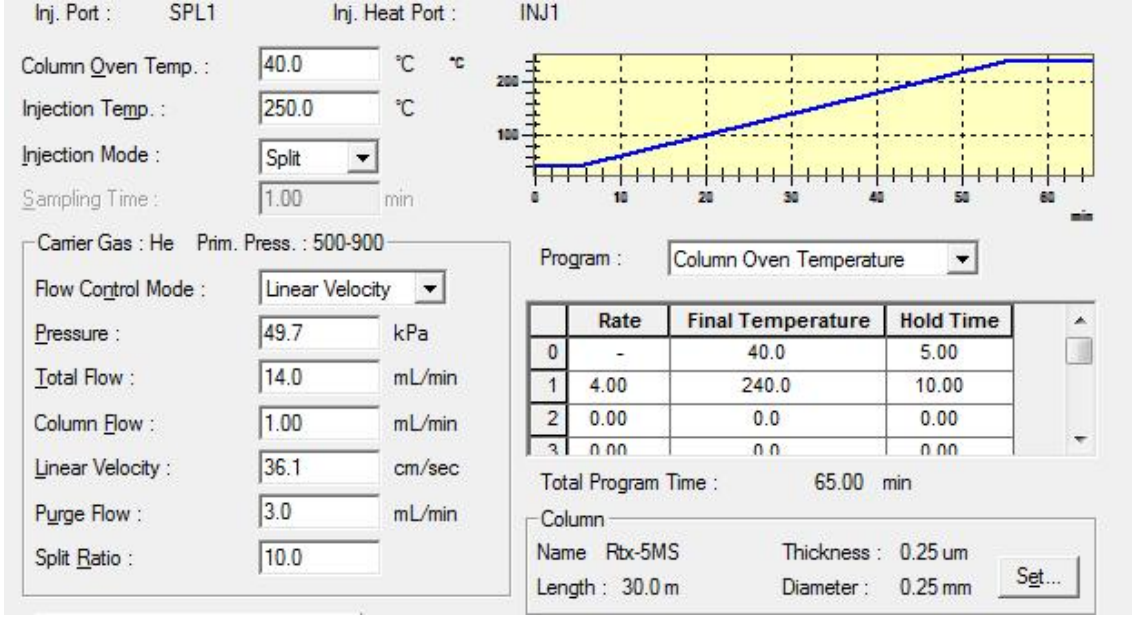 Inj. Port : SPL1 Inj. Heat Port : INJ1
Column Oven Temp. : 40.0 °C °C
Injection Temp. : 250.0 °C
Injection Mode : Split
Sampling Time : 1.00 min
200
100
0 10 20 30 40 50 60
min
Carrier Gas : He Prim. Press. : 500-900
Flow Control Mode : Linear Velocity
Pressure : 49.7 kPa
Total Flow : 14.0 mL/min
Column Flow : 1.00 mL/min
Linear Velocity : 36.1 cm/sec
Purge Flow : 3.0 mL/min
Split Ratio : 10.0
Program : Column Oven Temperature
Rate Final Temperature Hold Time
0 - 40.0 5.00
1 4.00 240.0 10.00
2 0.00 0.0 0.00
3 0.00 0.0 0.00
Total Program Time : 65.00 min
Column
Name Rtx-5MS Thickness : 0.25 um
Length : 30.0 m Diameter : 0.25 mm
Set...